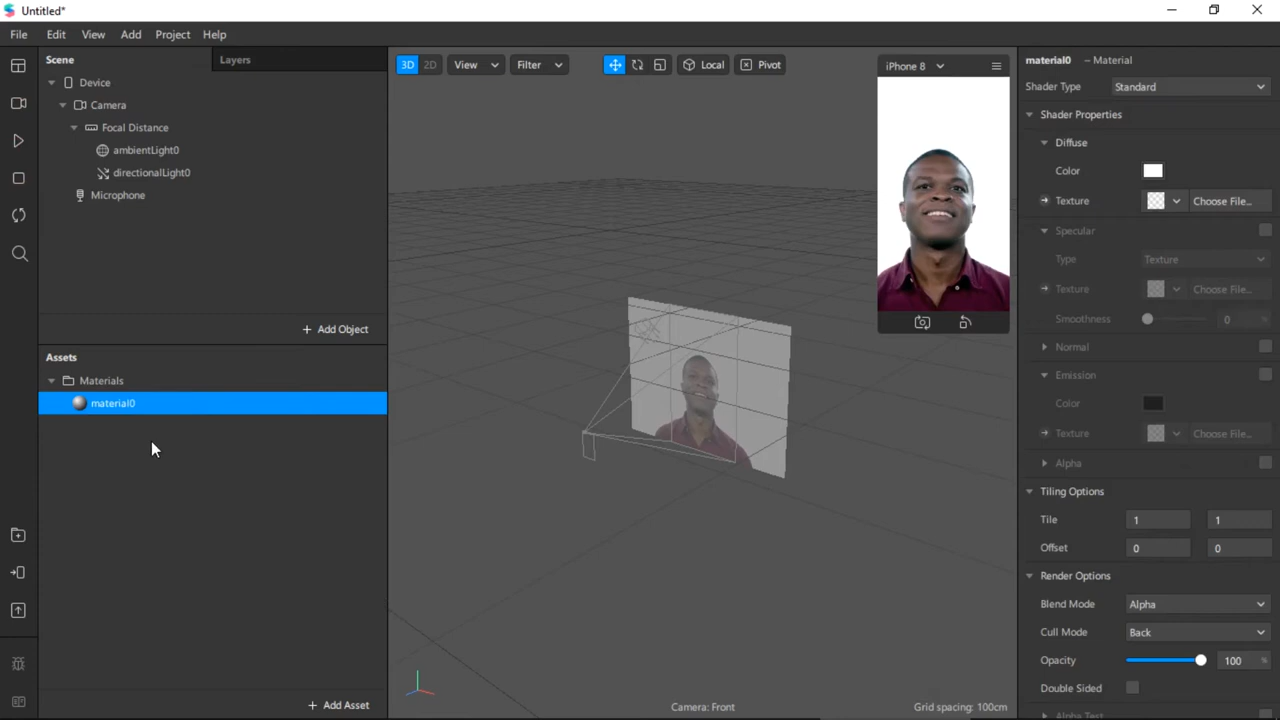 Untitled*
File Edit View Add Project Help
Scene Layers
Device
Camera
Focal Distance
ambientLight0
directionalLight0
Microphone
+ Add Object
Assets
Materials
material0
+ Add Asset
3D 2D View Filter Local Pivot
iPhone 8
Camera: Front
Grid spacing: 100cm
material0 – Material
Shader Type Standard
Shader Properties
Diffuse
Color
Texture Choose File...
Specular
Type Texture
Texture Choose File...
Smoothness 0 %
Normal
Emission
Color
Texture Choose File...
Alpha
Tiling Options
Tile 1 1
Offset 0 0
Render Options
Blend Mode Alpha
Cull Mode Back
Opacity 100 %
Double Sided
Alpha Test